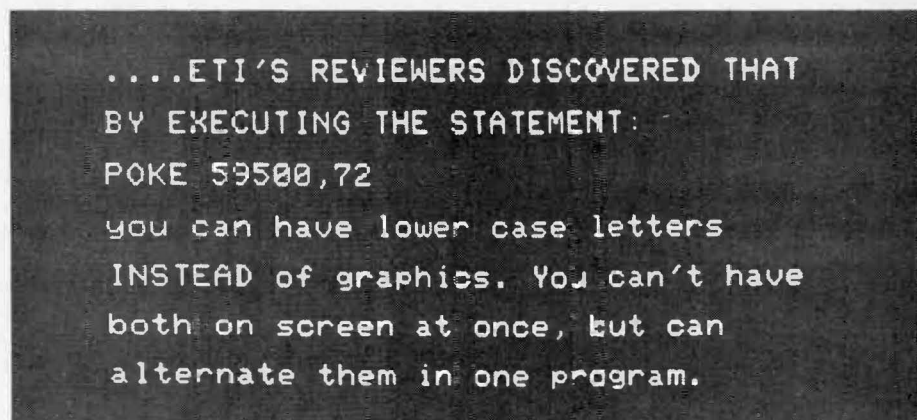 ....ETI'S REVIEWERS DISCOVERED THAT
BY EXECUTING THE STATEMENT:
POKE 59500,72
you can have lower case letters
INSTEAD of graphics. You can't have
both on screen at once, but can
alternate them in one program.